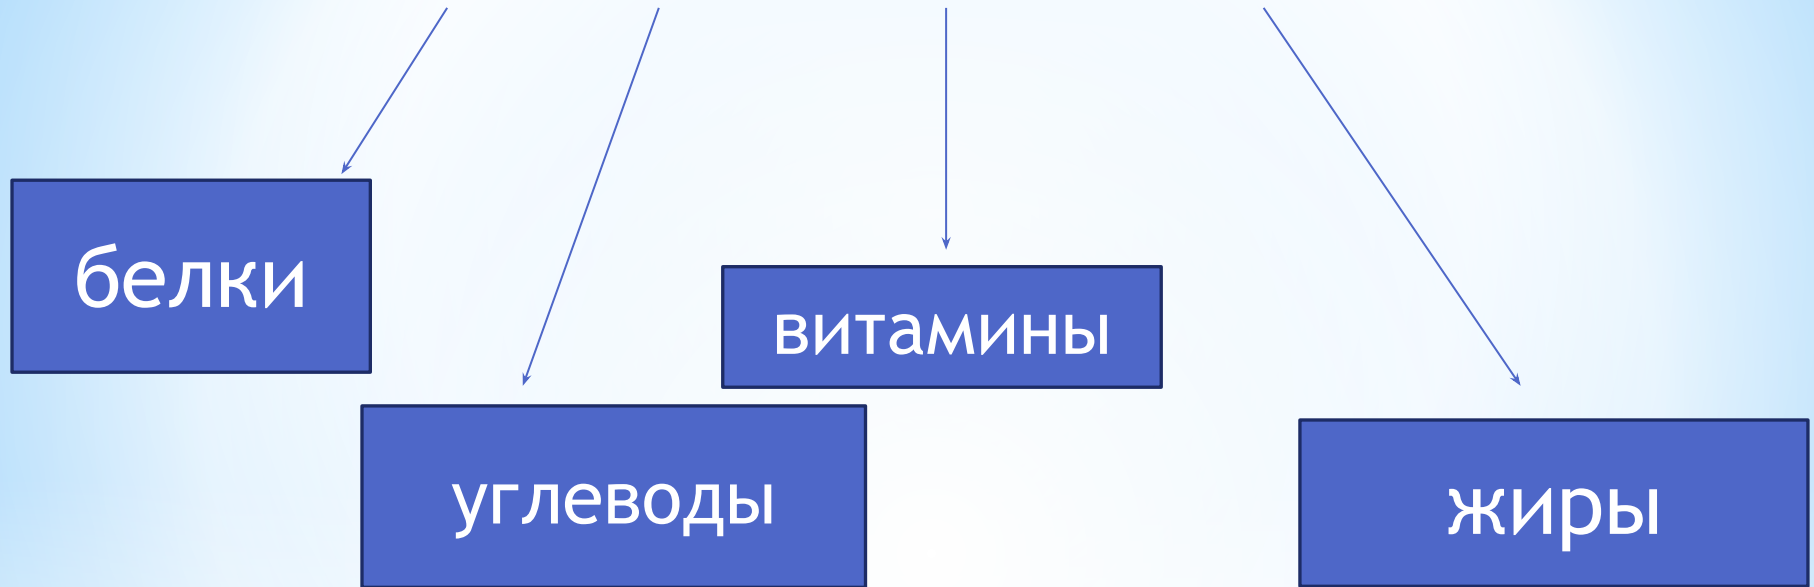 белки
витамины
углеводы
жиры